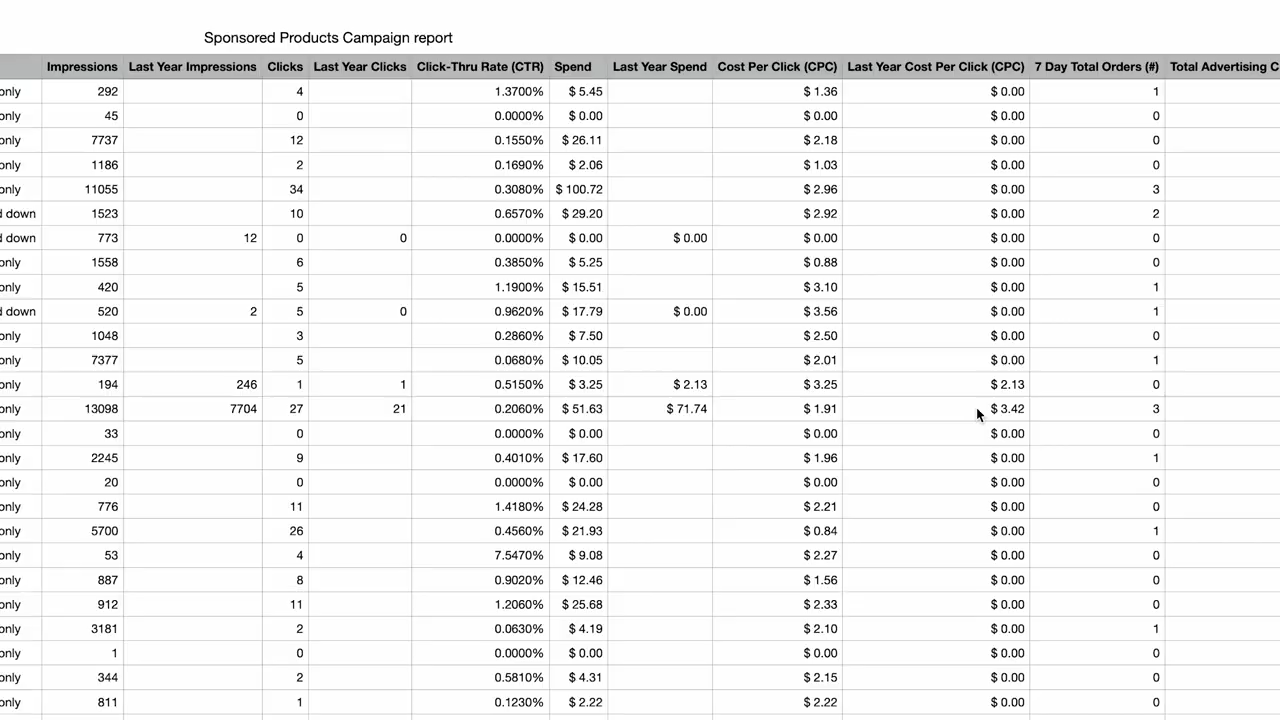 Sponsored Products Campaign report
Impressions Last Year Impressions Clicks Last Year Clicks Click-Thru Rate (CTR) Spend Last Year Spend Cost Per Click (CPC) Last Year Cost Per Click (CPC) 7 Day Total Orders (#) Total Advertising C
only 292 4 1.3700% $ 5.45 $ 1.36 $ 0.00 1
only 45 0 0.0000% $ 0.00 $ 0.00 $ 0.00 0
only 7737 12 0.1550% $ 26.11 $ 2.18 $ 0.00 0
only 1186 2 0.1690% $ 2.06 $ 1.03 $ 0.00 0
only 11055 34 0.3080% $ 100.72 $ 2.96 $ 0.00 3
d down 1523 10 0.6570% $ 29.20 $ 2.92 $ 0.00 2
d down 773 12 0 0 0.0000% $ 0.00 $ 0.00 $ 0.00 $ 0.00 0
only 1558 6 0.3850% $ 5.25 $ 0.88 $ 0.00 0
only 420 5 1.1900% $ 15.51 $ 3.10 $ 0.00 1
d down 520 2 5 0 0.9620% $ 17.79 $ 0.00 $ 3.56 $ 0.00 1
only 1048 3 0.2860% $ 7.50 $ 2.50 $ 0.00 0
only 7377 5 0.0680% $ 10.05 $ 2.01 $ 0.00 1
only 194 246 1 1 0.5150% $ 3.25 $ 2.13 $ 3.25 $ 2.13 0
only 13098 7704 27 21 0.2060% $ 51.63 $ 71.74 $ 1.91 $ 3.42 3
only 33 0 0.0000% $ 0.00 $ 0.00 $ 0.00 0
only 2245 9 0.4010% $ 17.60 $ 1.96 $ 0.00 1
only 20 0 0.0000% $ 0.00 $ 0.00 $ 0.00 0
only 776 11 1.4180% $ 24.28 $ 2.21 $ 0.00 0
only 5700 26 0.4560% $ 21.93 $ 0.84 $ 0.00 1
only 53 4 7.5470% $ 9.08 $ 2.27 $ 0.00 0
only 887 8 0.9020% $ 12.46 $ 1.56 $ 0.00 0
only 912 11 1.2060% $ 25.68 $ 2.33 $ 0.00 0
only 3181 2 0.0630% $ 4.19 $ 2.10 $ 0.00 1
only 1 0 0.0000% $ 0.00 $ 0.00 $ 0.00 0
only 344 2 0.5810% $ 4.31 $ 2.15 $ 0.00 0
only 811 1 0.1230% $ 2.22 $ 2.22 $ 0.00 0